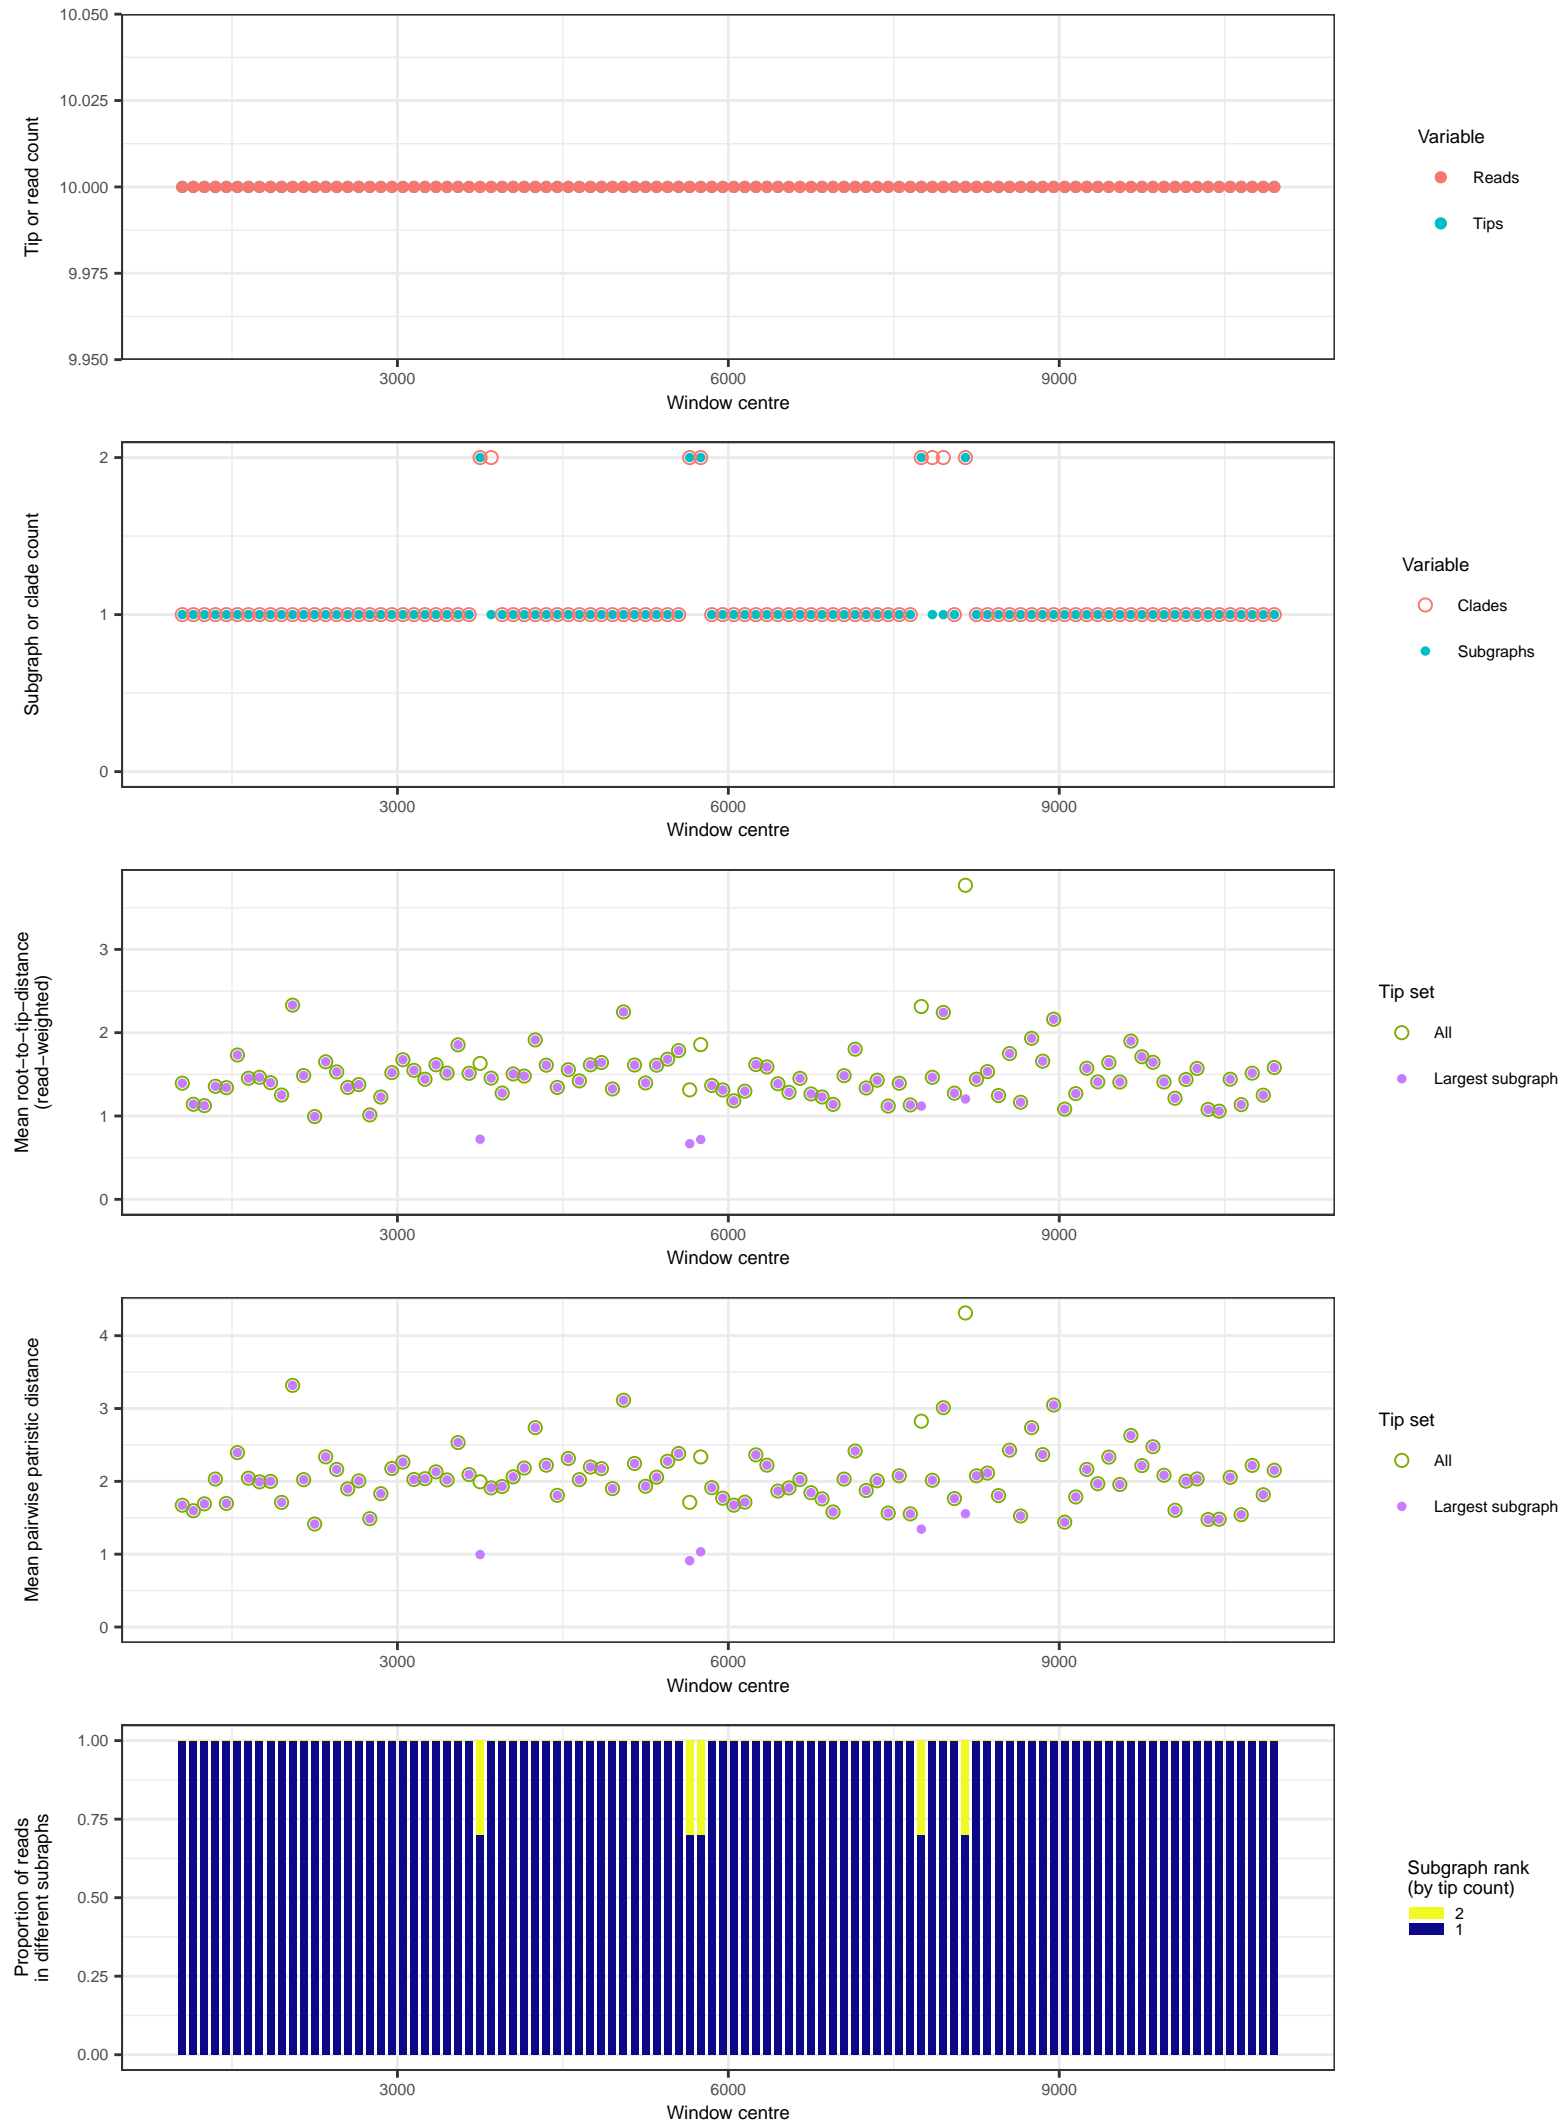 10.050
10.025
10.000
9.975
9.950
Tip or read count
3000
6000
9000
Window centre
Variable
Reads
Tips
2
1
0
Subgraph or clade count
3000
6000
9000
Window centre
Variable
Clades
Subgraphs
3
2
1
0
Mean root−to−tip−distance
(read−weighted)
3000
6000
9000
Window centre
Tip set
All
Largest subgraph
4
3
2
1
0
Mean pairwise patristic distance
3000
6000
9000
Window centre
Tip set
All
Largest subgraph
1.00
0.75
0.50
0.25
0.00
Proportion of reads
in different subraphs
3000
6000
9000
Window centre
Subgraph rank
(by tip count)
2
1